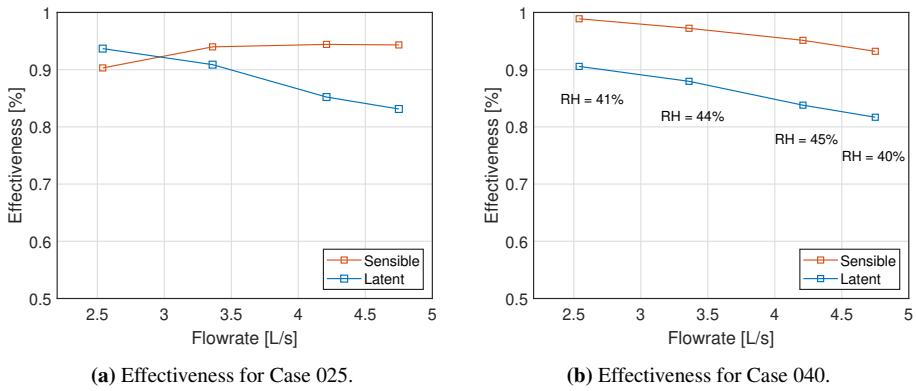 1
0.9
0.8
0.7
0.6
0.5
Effectiveness [%]
2.5 3 3.5 4 4.5 5
Flowrate [L/s]
Sensible
Latent
(a) Effectiveness for Case 025.
1
0.9
0.8
0.7
0.6
0.5
Effectiveness [%]
RH = 41%
RH = 44%
RH = 45%
RH = 40%
2.5 3 3.5 4 4.5 5
Flowrate [L/s]
Sensible
Latent
(b) Effectiveness for Case 040.